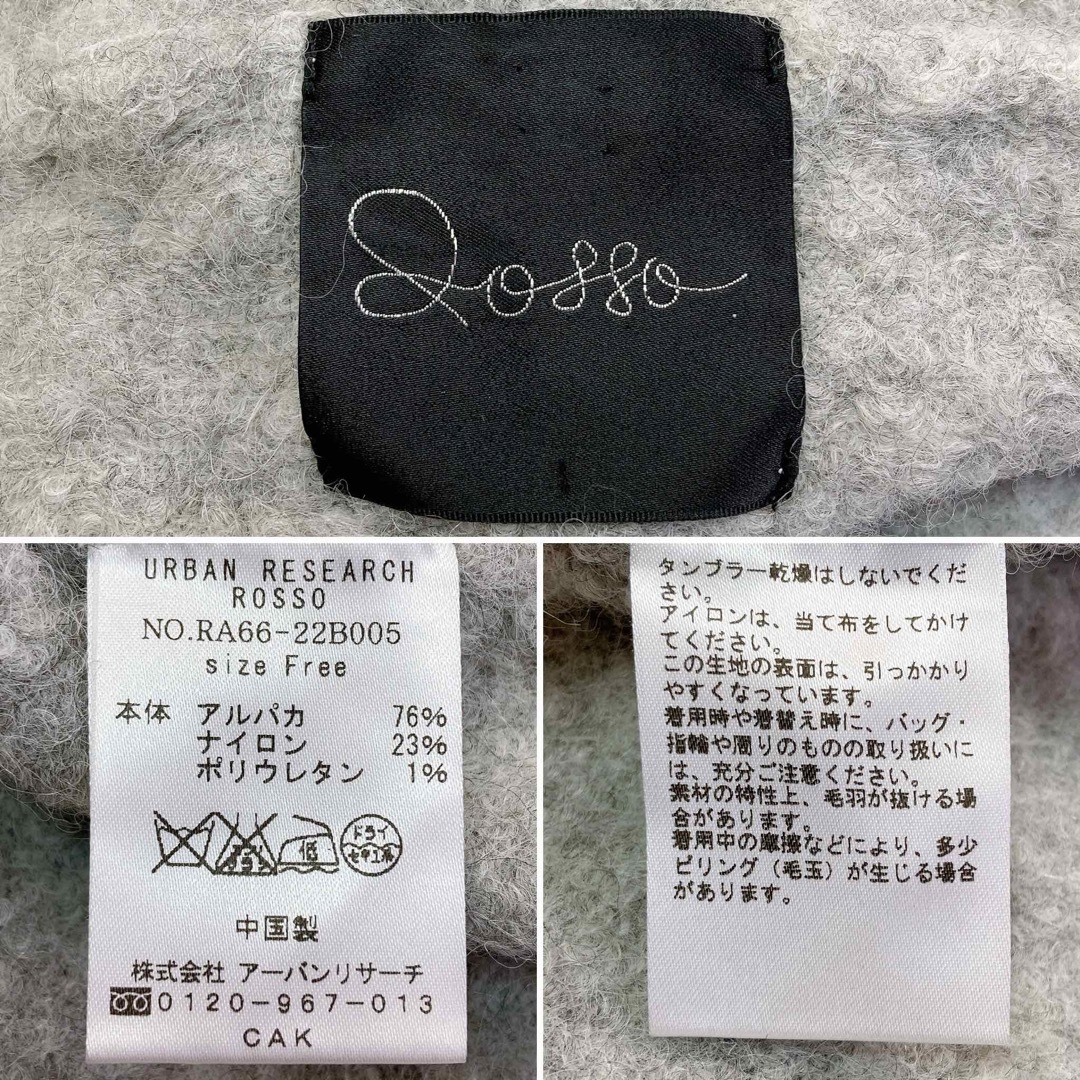 Rosso
URBAN RESEARCH
ROSSO
NO.RA66-22B005
size Free
本体 アルパカ 76%
ナイロン 23%
ポリウレタン 1%
低 ドライ
セキユ系
中国製
株式会社 アーバンリサーチ
0120-967-013
CAK
タンブラー乾燥はしないでくだ
さい。
アイロンは、当て布をしてかけ
てください。
この生地の表面は、引っかかり
やすくなっています。
着用時や着替え時に、バッグ・
指輪や周りのものの取り扱いに
は、充分ご注意ください。
素材の特性上、毛羽が抜ける場
合があります。
着用中の摩擦などにより、多少
ピリング（毛玉）が生じる場合
があります。